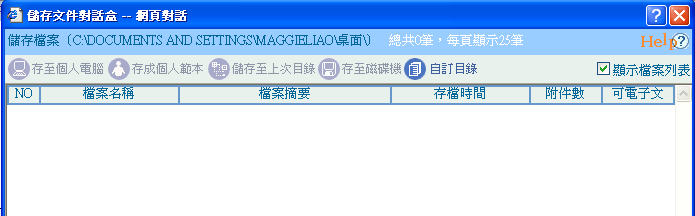 儲存文件對話盒 -- 網頁對話
儲存檔案（C:\DOCUMENTS AND SETTINGS\MAGGIELIAO\桌面\） 總共0筆，每頁顯示25筆 Help
存至個人電腦 存成個人範本 儲存至上次目錄 存至磁碟機 自訂目錄 顯示檔案列表
NO 檔案名稱 檔案摘要 存檔時間 附件數 可電子文